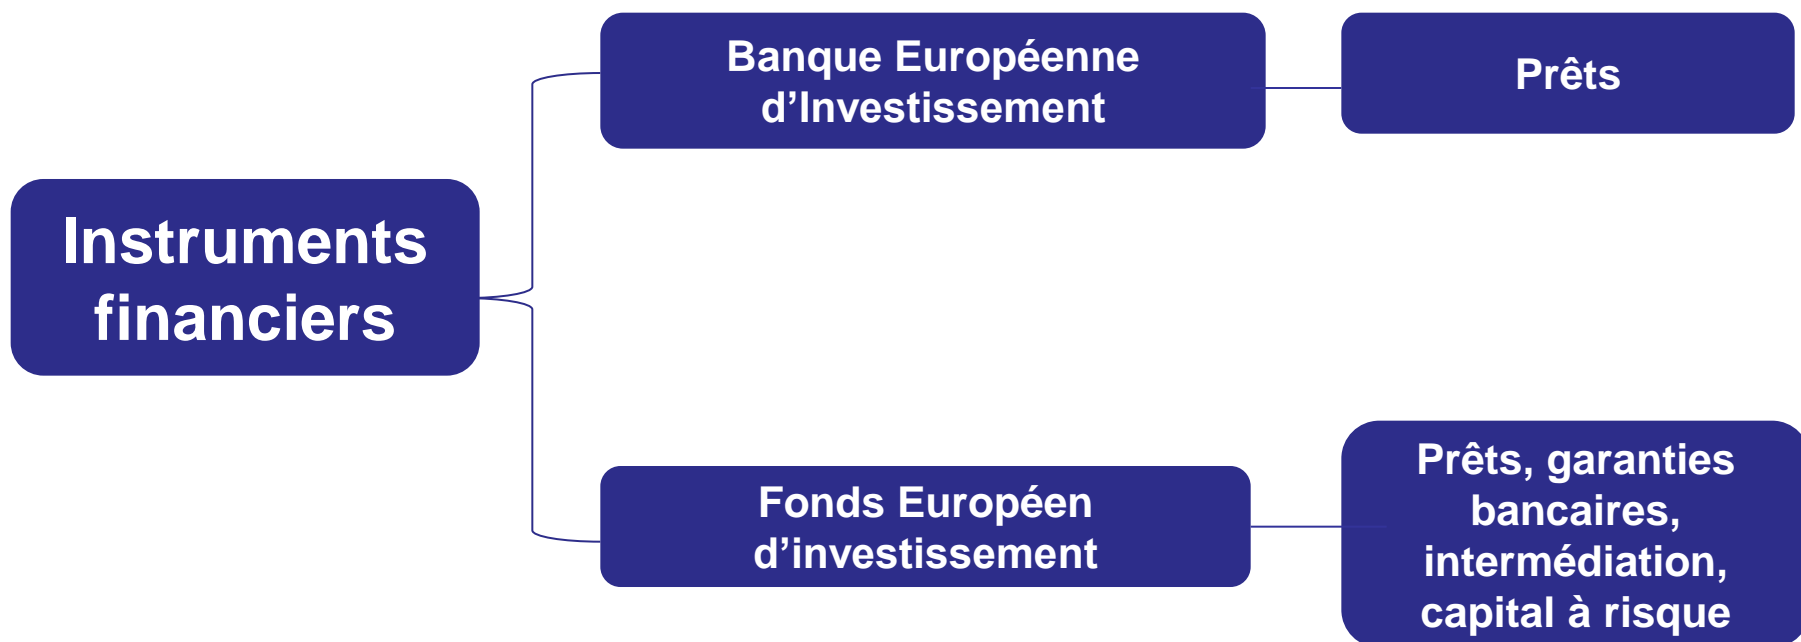 Instruments
financiers
Banque Européenne
d’Investissement
Prêts
Fonds Européen
d’investissement
Prêts, garanties
bancaires,
intermédiation,
capital à risque